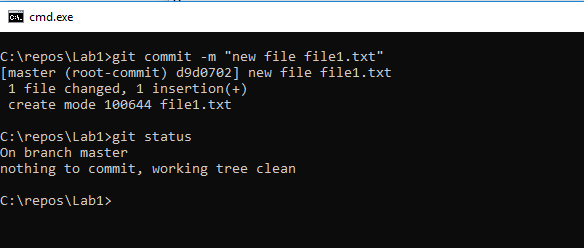 cmd.exe
C:\repos\Lab1>git commit -m "new file file1.txt"
[master (root-commit) d9d0702] new file file1.txt
 1 file changed, 1 insertion(+)
 create mode 100644 file1.txt
C:\repos\Lab1>git status
On branch master
nothing to commit, working tree clean
C:\repos\Lab1>